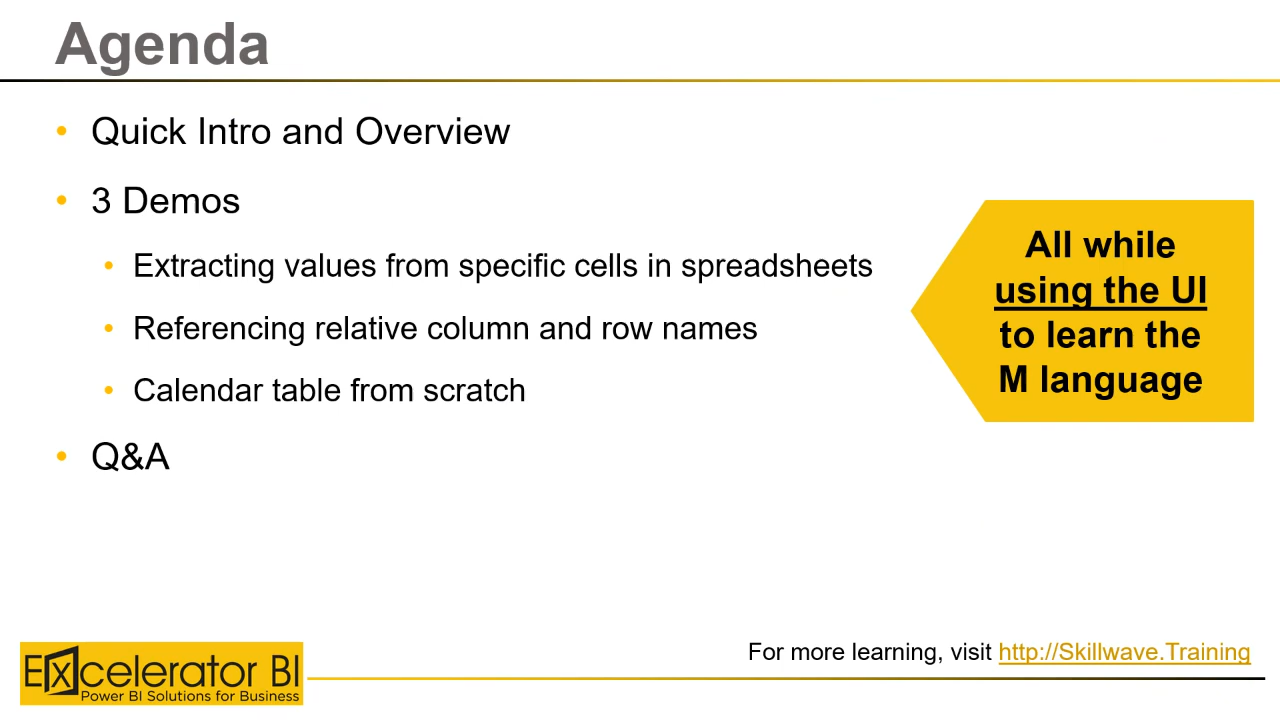 Agenda
• Quick Intro and Overview
• 3 Demos
• Extracting values from specific cells in spreadsheets
• Referencing relative column and row names
• Calendar table from scratch
• Q&A
All while
using the UI
to learn the
M language
For more learning, visit http://Skillwave.Training
Excelerator BI
Power BI Solutions for Business